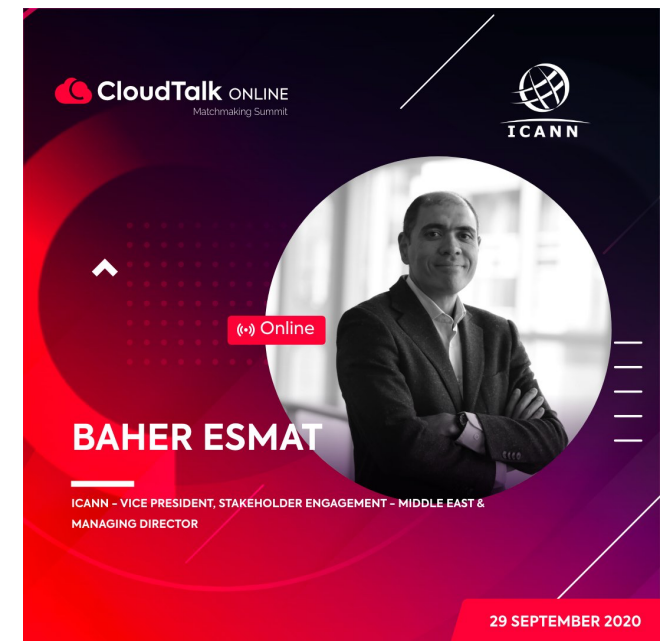 CloudTalk ONLINE
Matchmaking Summit
ICANN
Online
BAHER ESMAT
ICANN – VICE PRESIDENT, STAKEHOLDER ENGAGEMENT – MIDDLE EAST &
MANAGING DIRECTOR
29 SEPTEMBER 2020